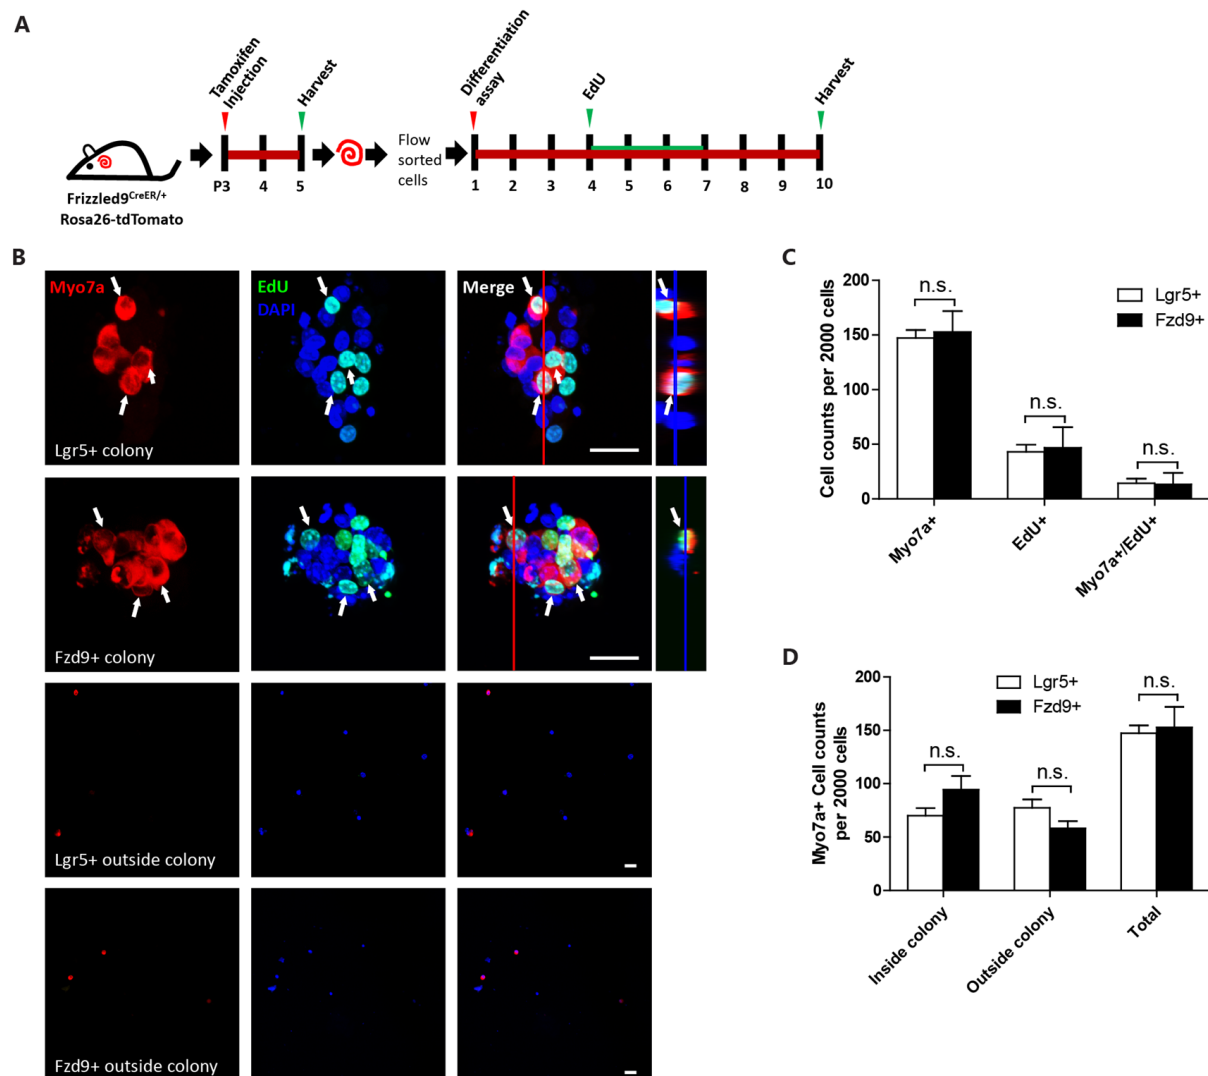 A
Tamoxifen
Injection
Harvest
Differentiation
assay
EdU
Harvest
Flow
sorted
cells
P3 4 5
1 2 3 4 5 6 7 8 9 10
Frizzled9CreER/+
Rosa26-tdTomato
B
Myo7a
EdU
DAPI
Merge
Lgr5+ colony
Fzd9+ colony
Lgr5+ outside colony
Fzd9+ outside colony
C
Cell counts per 2000 cells
200
150
100
50
0
n.s.
n.s.
n.s.
Lgr5+
Fzd9+
Myo7a+
EdU+
Myo7a+/EdU+
D
Myo7a+ Cell counts
per 2000 cells
200
150
100
50
0
n.s.
n.s.
n.s.
Lgr5+
Fzd9+
Inside colony
Outside colony
Total